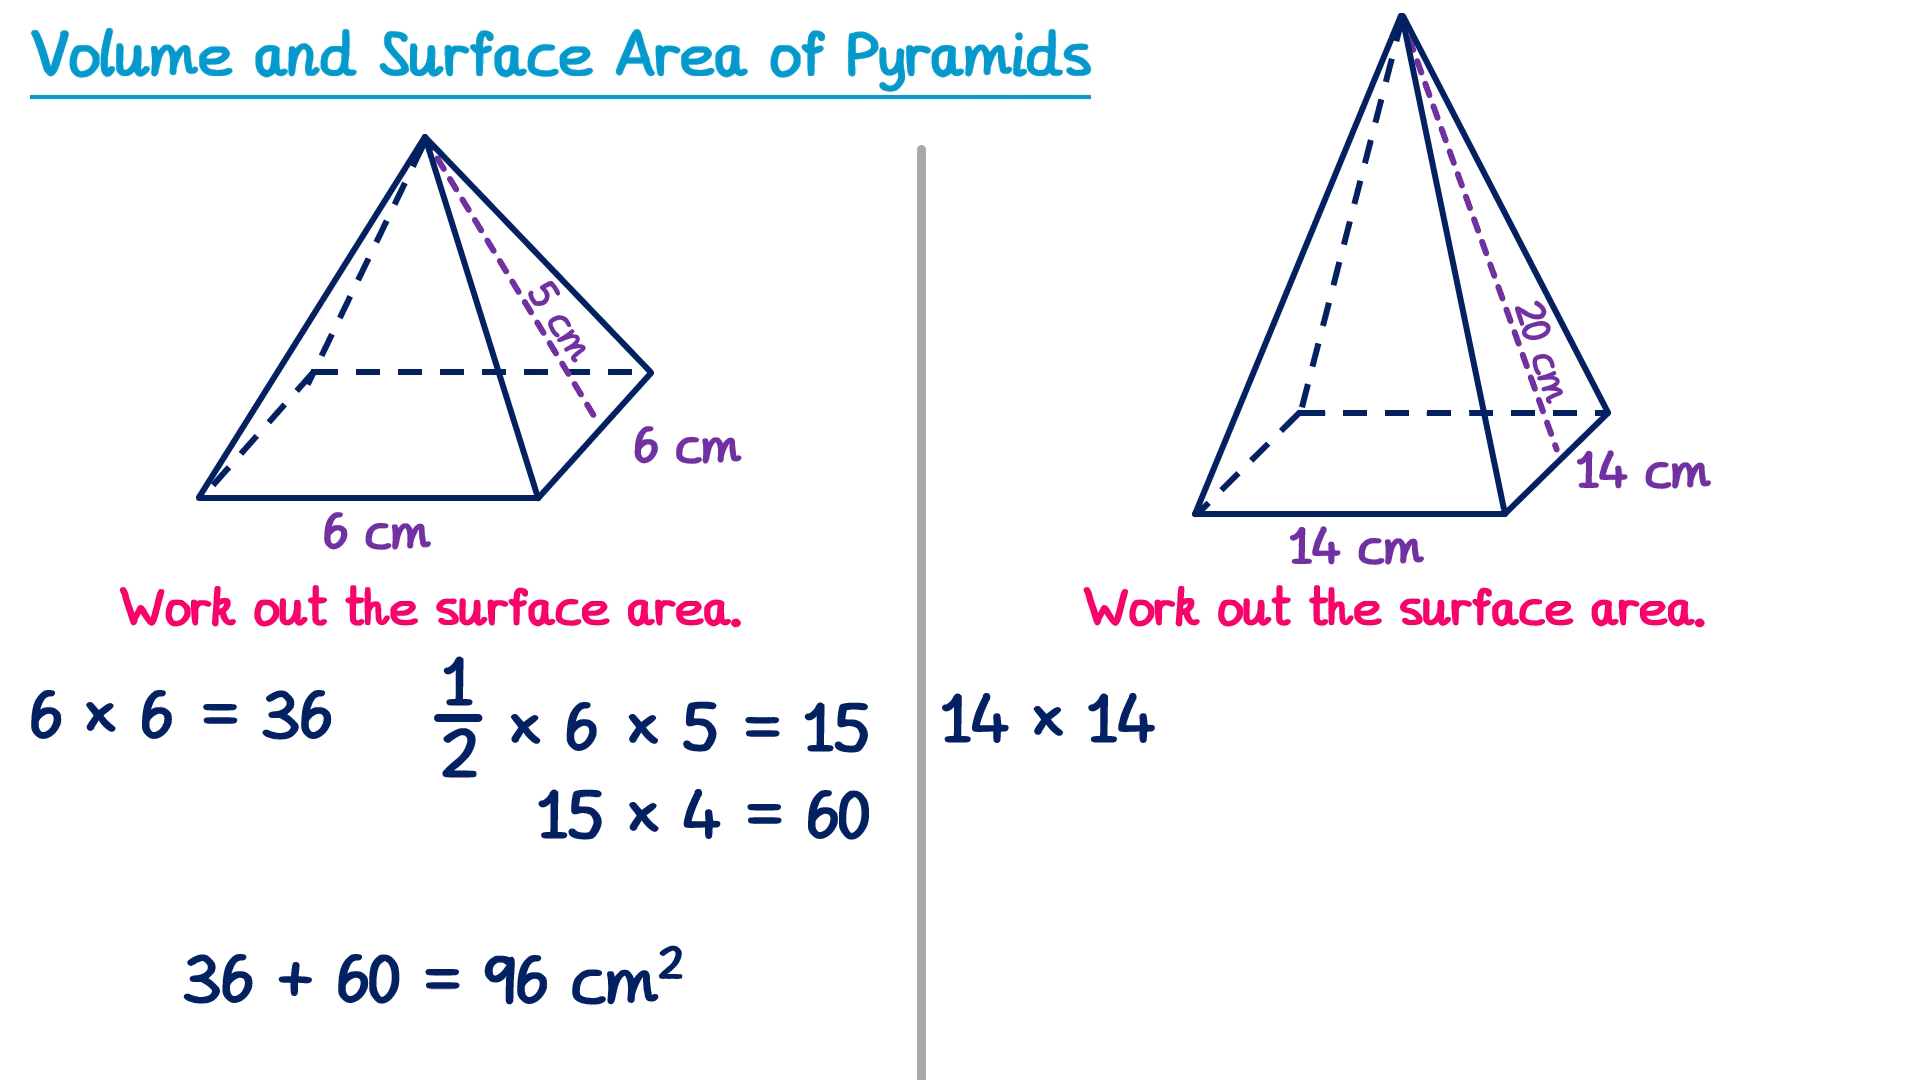 Volume and Surface Area of Pyramids
5 cm
6 cm
6 cm
Work out the surface area.
6 × 6 = 36
1/2 × 6 × 5 = 15
15 × 4 = 60
36 + 60 = 96 cm²
20 cm
14 cm
14 cm
Work out the surface area.
14 × 14